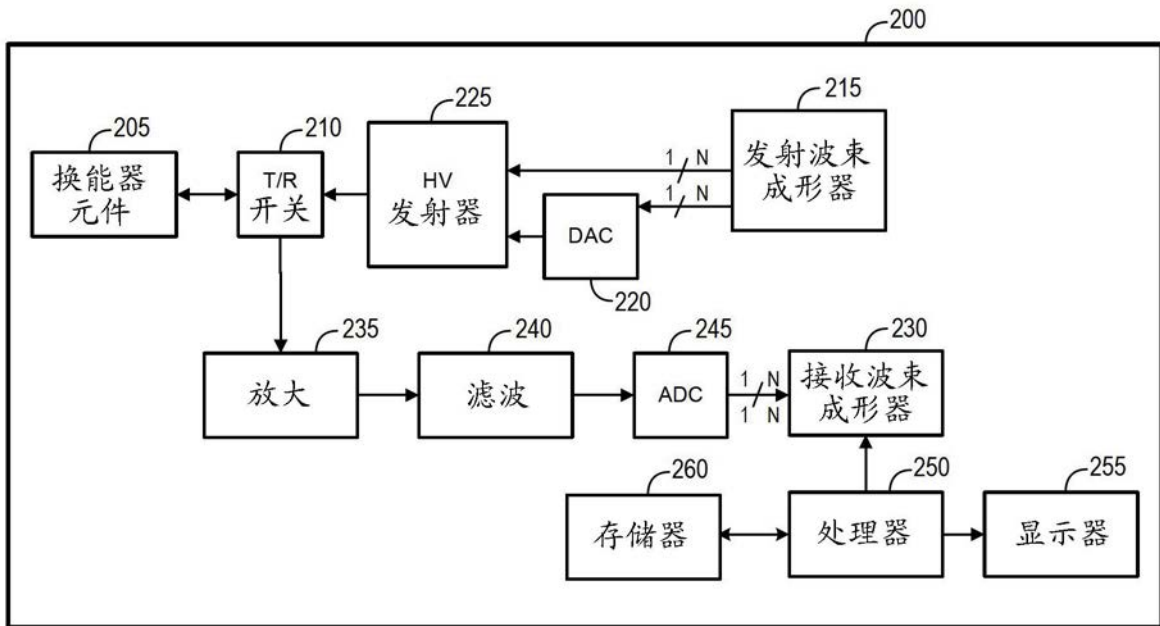 200
225
215
205
210
换能器
元件
T/R
开关
HV
发射器
1 N
1 N
发射波束
成形器
DAC
220
235
240
245
230
放大
滤波
ADC
1 N
1 N
接收波束
成形器
260
250
255
存储器
处理器
显示器